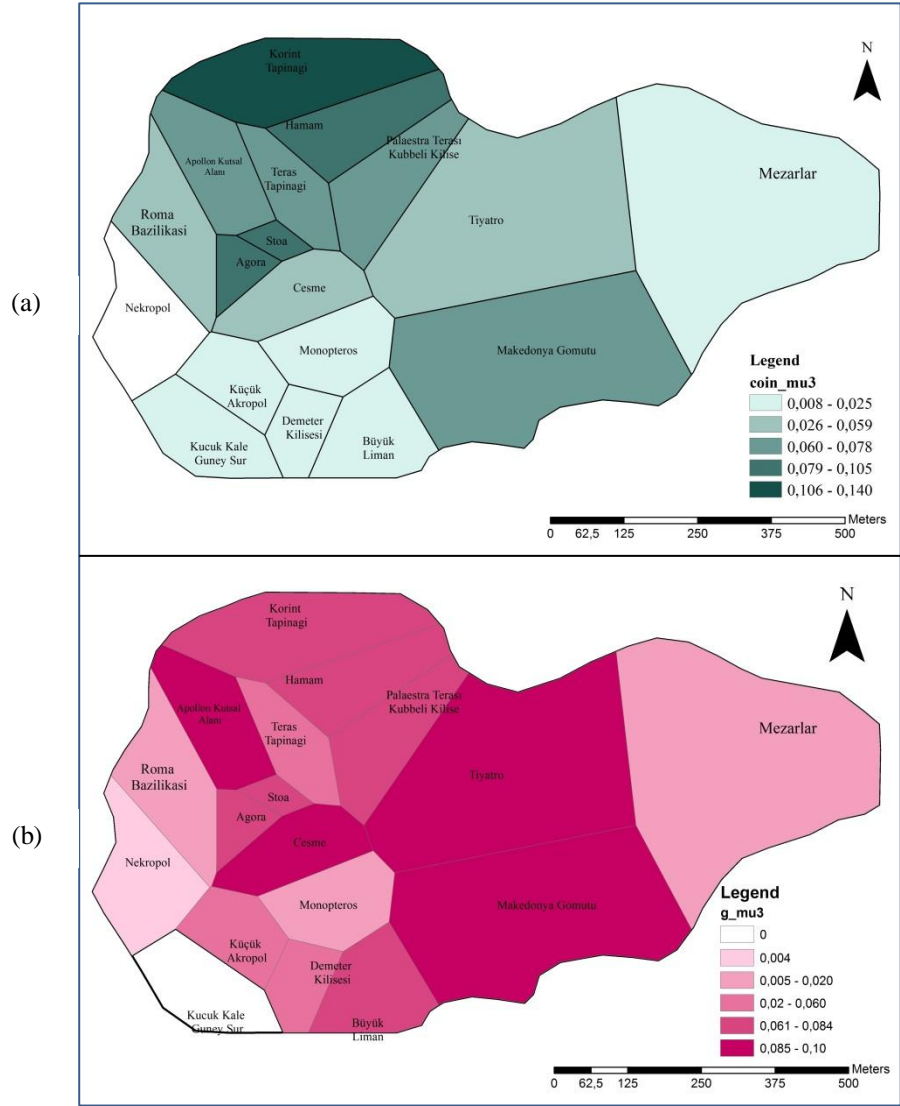 (a)
N
Korint
Tapinagi
Hamam
Palaestra Terası
Kubbeli Kilise
Apollon Kutsal
Alanı
Teras
Tapinagi
Mezarlar
Roma
Bazilikasi
Tiyatro
Stoa
Agora
Cesme
Nekropol
Monopteros
Makedonya Gomutu
Küçük
Akropol
Demeter
Kilisesi
Kucuk Kale
Guney Sur
Büyük
Liman
Legend
coin_mu3
0,008 - 0,025
0,026 - 0,059
0,060 - 0,078
0,079 - 0,105
0,106 - 0,140
Meters
0 62,5 125 250 375 500
(b)
N
Korint
Tapinagi
Hamam
Palaestra Terası
Kubbeli Kilise
Apollon Kutsal
Alanı
Teras
Tapinagi
Mezarlar
Roma
Bazilikasi
Tiyatro
Stoa
Agora
Cesme
Nekropol
Monopteros
Makedonya Gomutu
Küçük
Akropol
Demeter
Kilisesi
Kucuk Kale
Guney Sur
Büyük
Liman
Legend
g_mu3
0
0,004
0,005 - 0,020
0,02 - 0,060
0,061 - 0,084
0,085 - 0,10
Meters
0 62,5 125 250 375 500